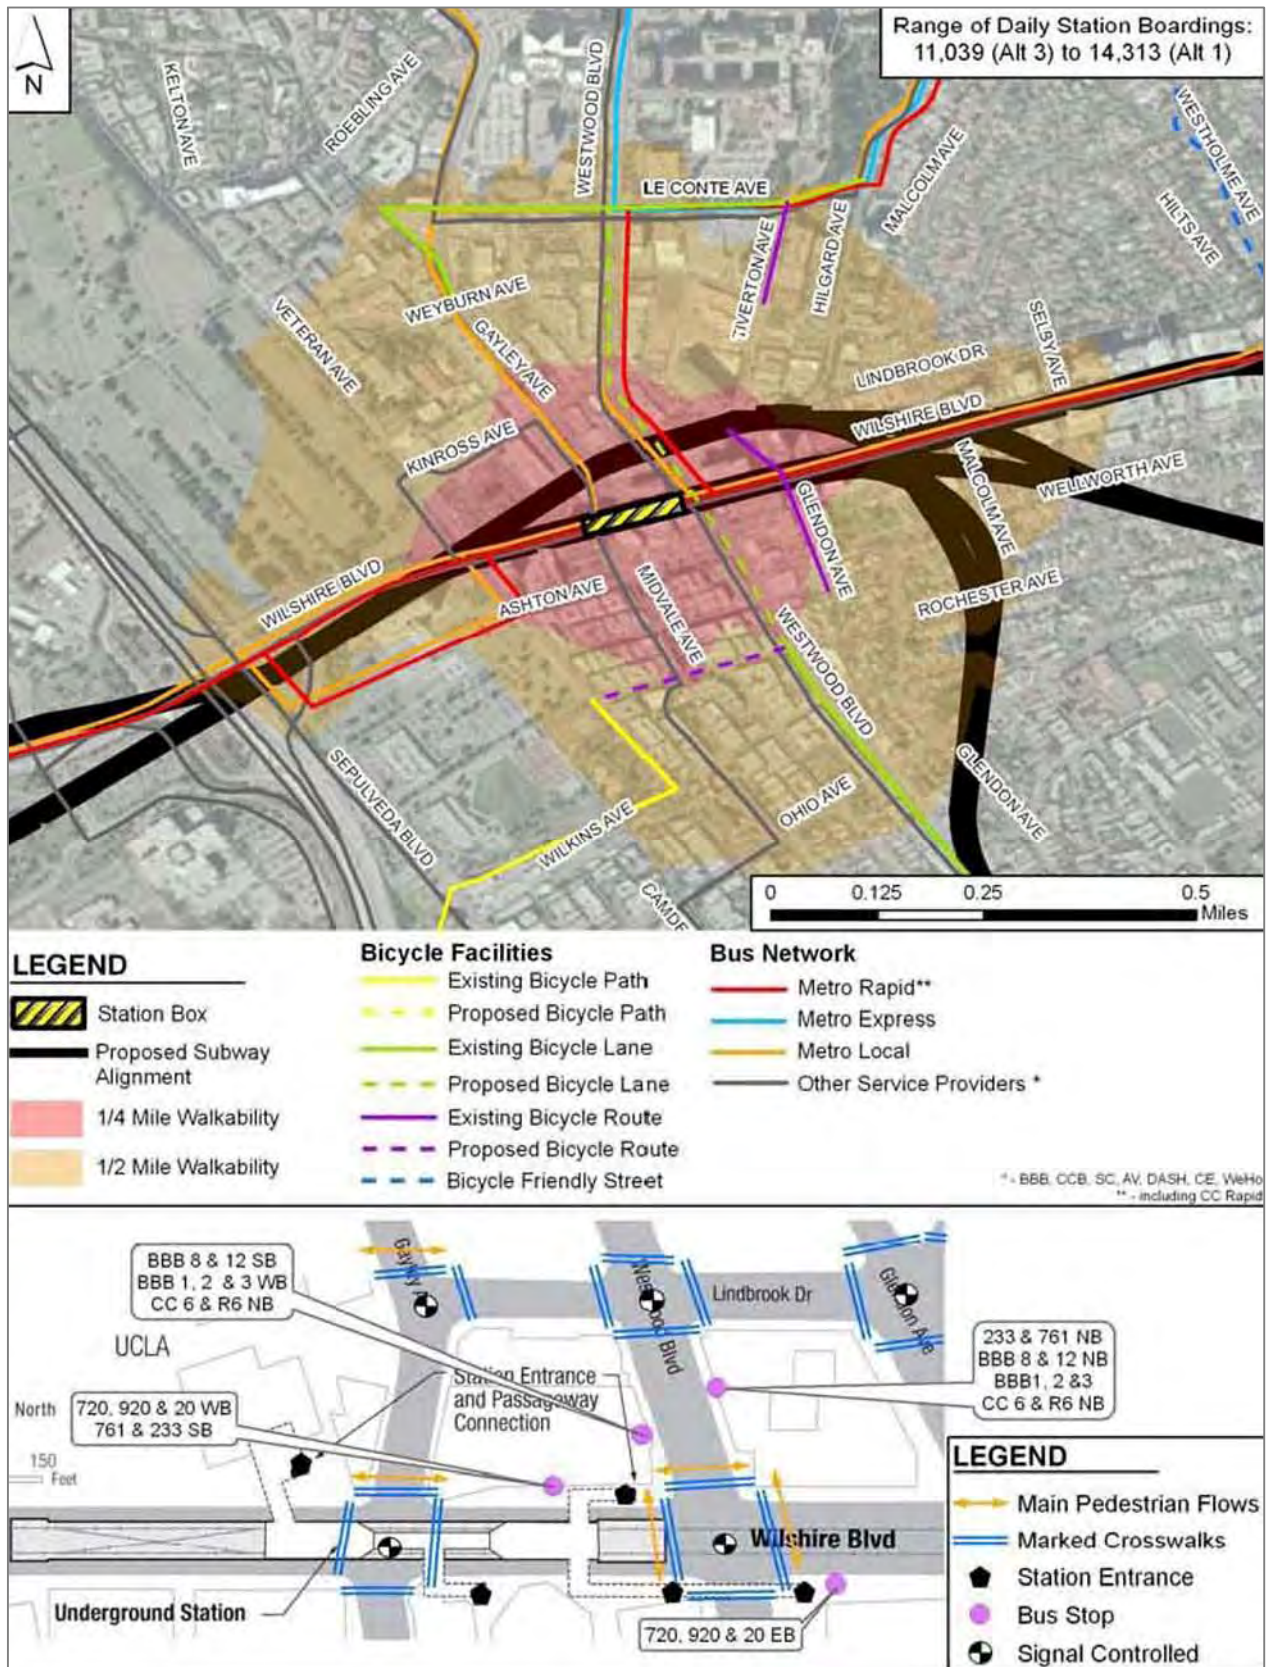 Range of Daily Station Boardings:
11,039 (Alt 3) to 14,313 (Alt 1)
N
KELTON AVE
ROEBLING AVE
WESTWOOD BLVD
LE CONTE AVE
MALCOLM AVE
WESTHOLME AVE
HILTS AVE
TIVERTON AVE
HILGARD AVE
WEYBURN AVE
VETERAN AVE
GAYLEY AVE
SELBY AVE
LINDBROOK DR
WILSHIRE BLVD
KINROSS AVE
MALCOLM AVE
WELLWORTH AVE
GLENDON AVE
WILSHIRE BLVD
ASHTON AVE
MIDVALE AVE
ROCHESTER AVE
WESTWOOD BLVD
SEPULVEDA BLVD
WILKINS AVE
OHIO AVE
GLENDON AVE
CAMDE
0 0.125 0.25 0.5
Miles
LEGEND
Station Box
Proposed Subway
Alignment
1/4 Mile Walkability
1/2 Mile Walkability
Bicycle Facilities
Existing Bicycle Path
Proposed Bicycle Path
Existing Bicycle Lane
Proposed Bicycle Lane
Existing Bicycle Route
Proposed Bicycle Route
Bicycle Friendly Street
Bus Network
Metro Rapid**
Metro Express
Metro Local
Other Service Providers *
* - BBB, CCB, SC, AV, DASH, CE, WeHo
** - including CC Rapid
BBB 8 & 12 SB
BBB 1, 2 & 3 WB
CC 6 & R6 NB
Lindbrook Dr
Westwood Blvd
Glendon Ave
UCLA
Station Entrance
and Passageway
Connection
233 & 761 NB
BBB 8 & 12 NB
BBB1, 2 &3
CC 6 & R6 NB
North
720, 920 & 20 WB
761 & 233 SB
150
Feet
Wilshire Blvd
Underground Station
720, 920 & 20 EB
LEGEND
Main Pedestrian Flows
Marked Crosswalks
Station Entrance
Bus Stop
Signal Controlled